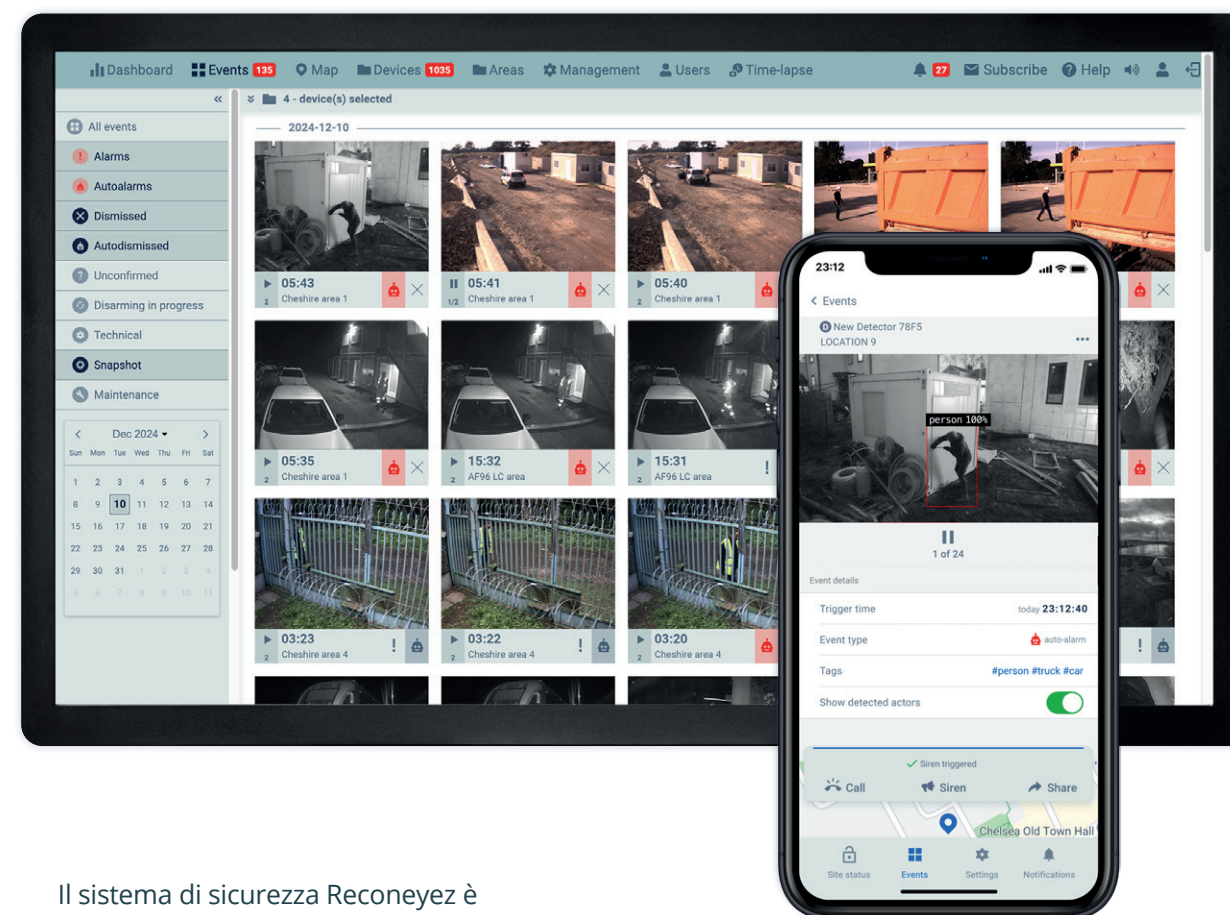 Dashboard Events 135 Map Devices 1035 Areas Management Users Time-lapse 27 Subscribe Help
4 - device(s) selected
All events
Alarms
Autoalarms
Dismissed
Autodismissed
Unconfirmed
Disarming in progress
Technical
Snapshot
Maintenance
Dec 2024
Sun Mon Tue Wed Thu Fri Sat
1 2 3 4 5 6 7
8 9 10 11 12 13 14
15 16 17 18 19 20 21
22 23 24 25 26 27 28
29 30 31 1 2 3 4
5 6 7 8 9 10 11
2024-12-10
05:43
2 Cheshire area 1
05:41
1/2 Cheshire area 1
05:40
2 Cheshire area 1
05:35
2 Cheshire area 1
15:32
2 AF96 LC area
15:31
2 AF96 LC area
!
03:23
2 Cheshire area 4
!
03:22
2 Cheshire area 4
!
03:20
2 Cheshire area 4
!
23:12
Events
D New Detector 78F5
LOCATION 9
person 100%
1 of 24
Event details
Trigger time today 23:12:40
Event type auto-alarm
Tags #person #truck #car
Show detected actors
Siren triggered
Call Siren Share
Chelsea Old Town Hall
Site status Events Settings Notifications
Il sistema di sicurezza Reconeyez è